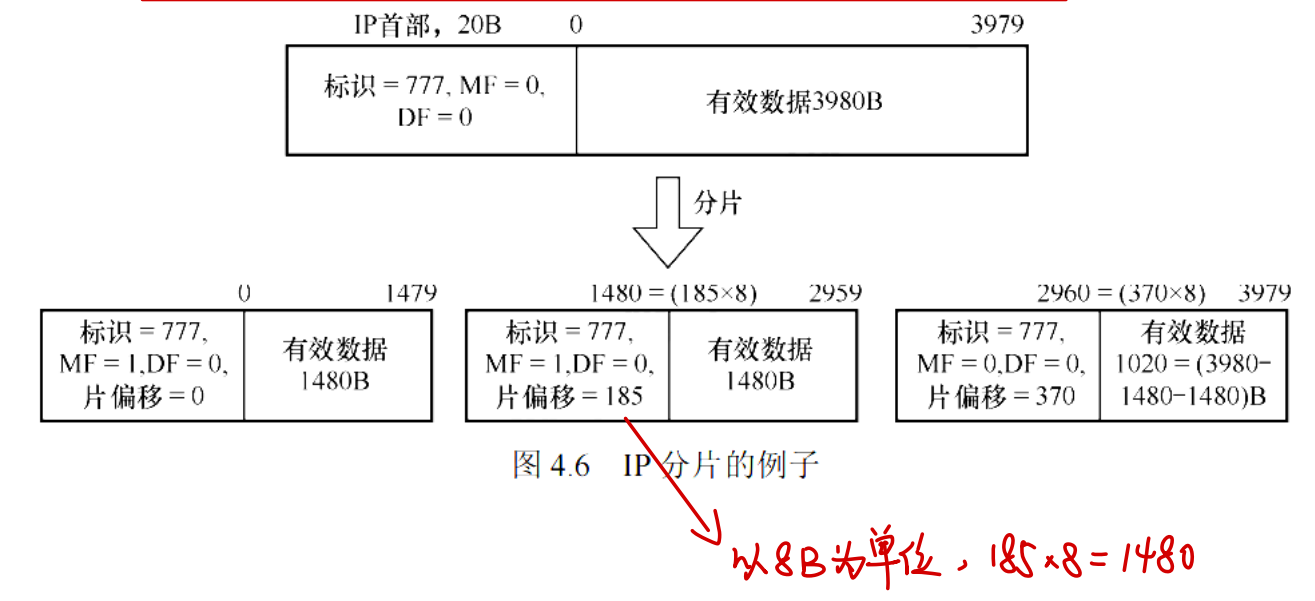 IP首部，20B 0 3979
标识 = 777, MF = 0,
DF = 0
有效数据3980B
分片
0 1479
标识 = 777,
MF = 1,DF = 0,
片偏移 = 0
有效数据
1480B
1480 = (185×8) 2959
标识 = 777,
MF = 1,DF = 0,
片偏移 = 185
有效数据
1480B
2960 = (370×8) 3979
标识 = 777,
MF = 0,DF = 0,
片偏移 = 370
有效数据
1020 = (3980-
1480-1480)B
图 4.6 IP 分片的例子
以8B为单位，185×8=1480